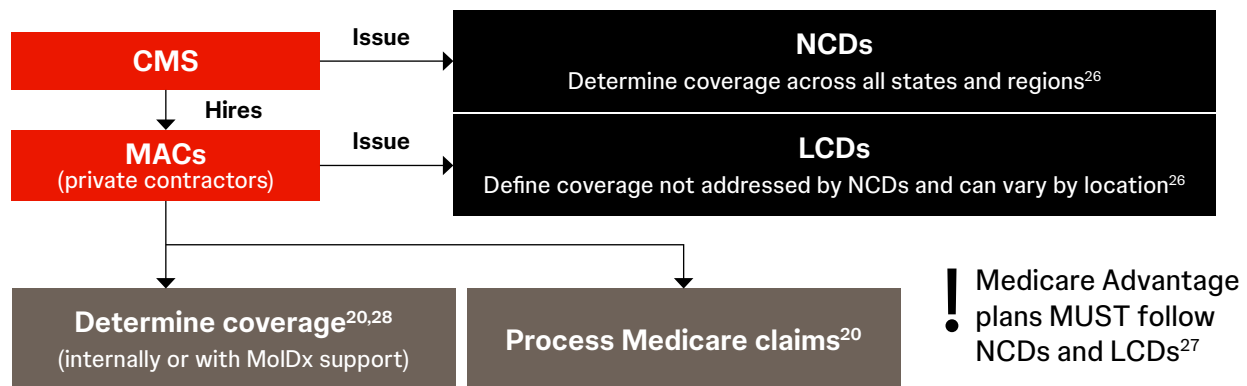 CMS
Issue
NCDs
Determine coverage across all states and regions26
Hires
MACs
(private contractors)
Issue
LCDs
Define coverage not addressed by NCDs and can vary by location26
Determine coverage20,28
(internally or with MolDx support)
Process Medicare claims20
! Medicare Advantage
plans MUST follow
NCDs and LCDs27